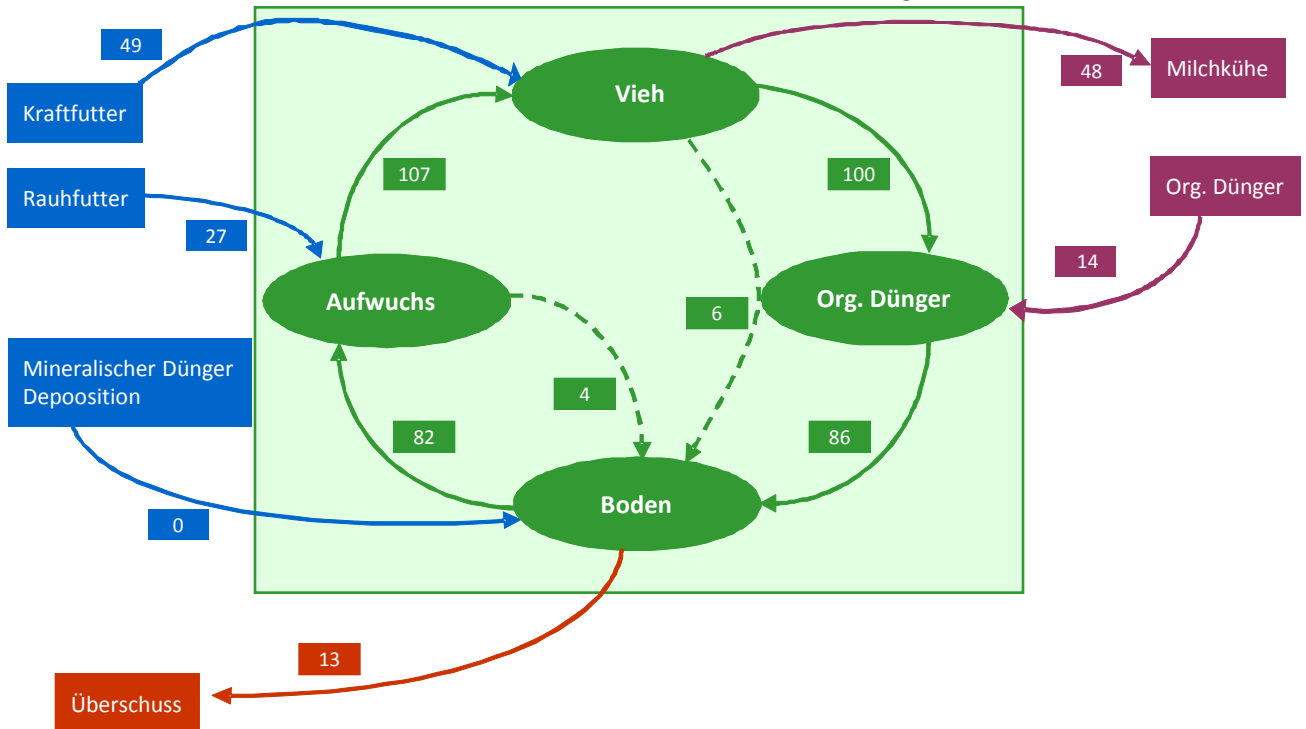 49
48
Milchkühe
Vieh
Kraftfutter
107
100
Rauhfutter
Org. Dünger
27
14
Aufwuchs
Org. Dünger
6
Mineralischer Dünger
Depoosition
4
82
86
Boden
0
13
Überschuss